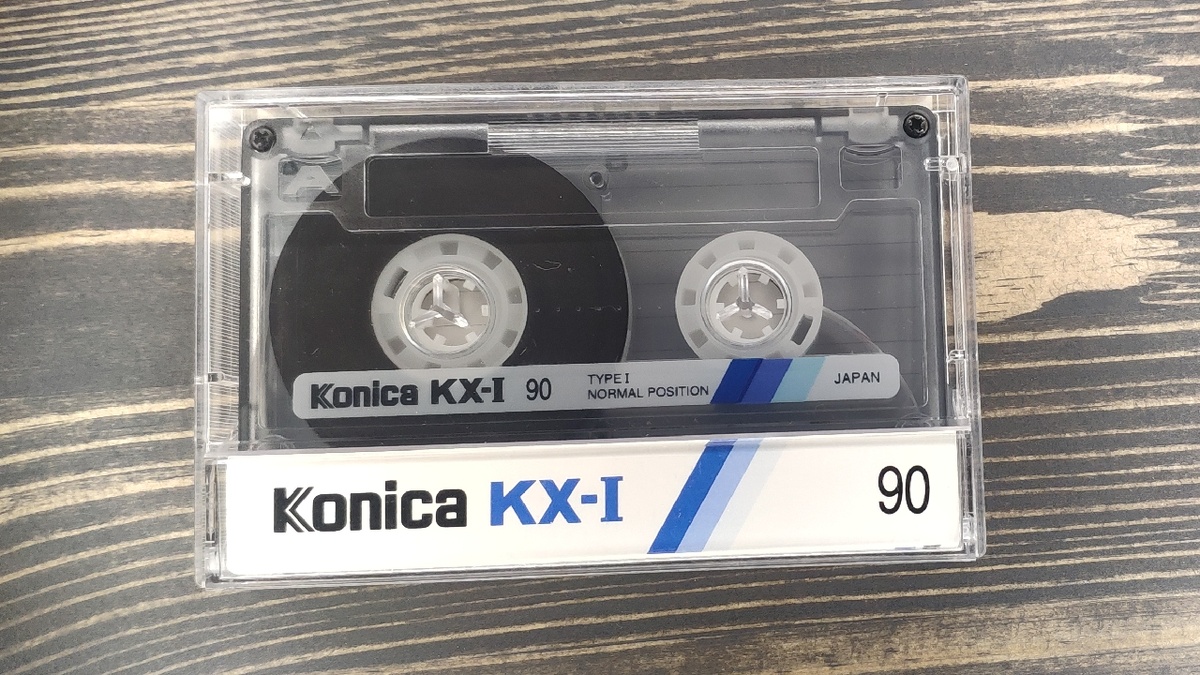 A
Konica KX-I 90
TYPE I
NORMAL POSITION
JAPAN
Konica KX-I
90